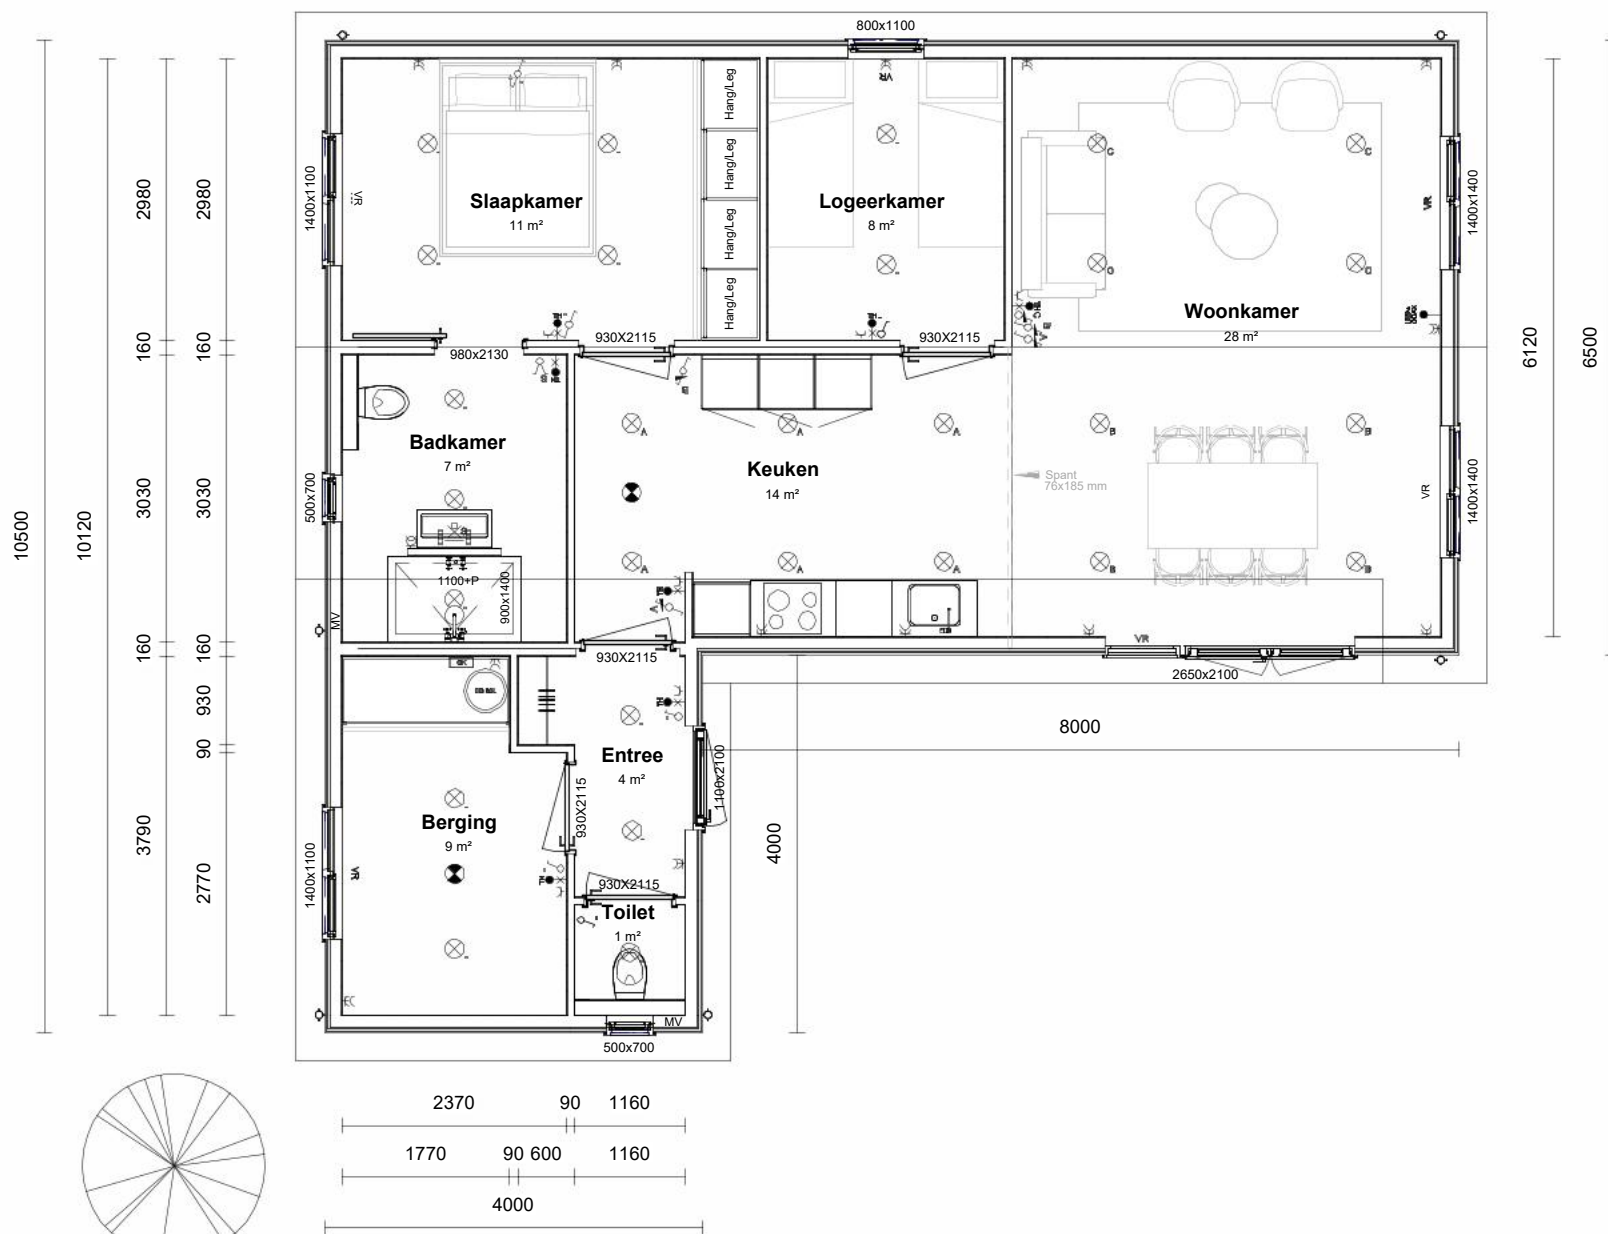 800x1100
Hang/Leg
Hang/Leg
Hang/Leg
Hang/Leg
VR
Slaapkamer
11 m²
Logeerkamer
8 m²
Woonkamer
28 m²
1400x1100
VR
VR
1400x1400
2980
2980
160
160
930X2115
930X2115
980x2130
6120
6500
Badkamer
7 m²
Keuken
14 m²
Spant
76x185 mm
A
A
A
B
B
500x700
3030
3030
10500
10120
VR
1400x1400
A
A
A
B
B
1100+P
900x1400
MV
160
160
930X2115
VR
2650x2100
930
90
8000
Entree
4 m²
1100x2100
930X2115
4000
Berging
9 m²
3790
2770
1400x1100
VR
930X2115
Toilet
1 m²
MV
500x700
2370
90
1160
1770
90
600
1160
4000